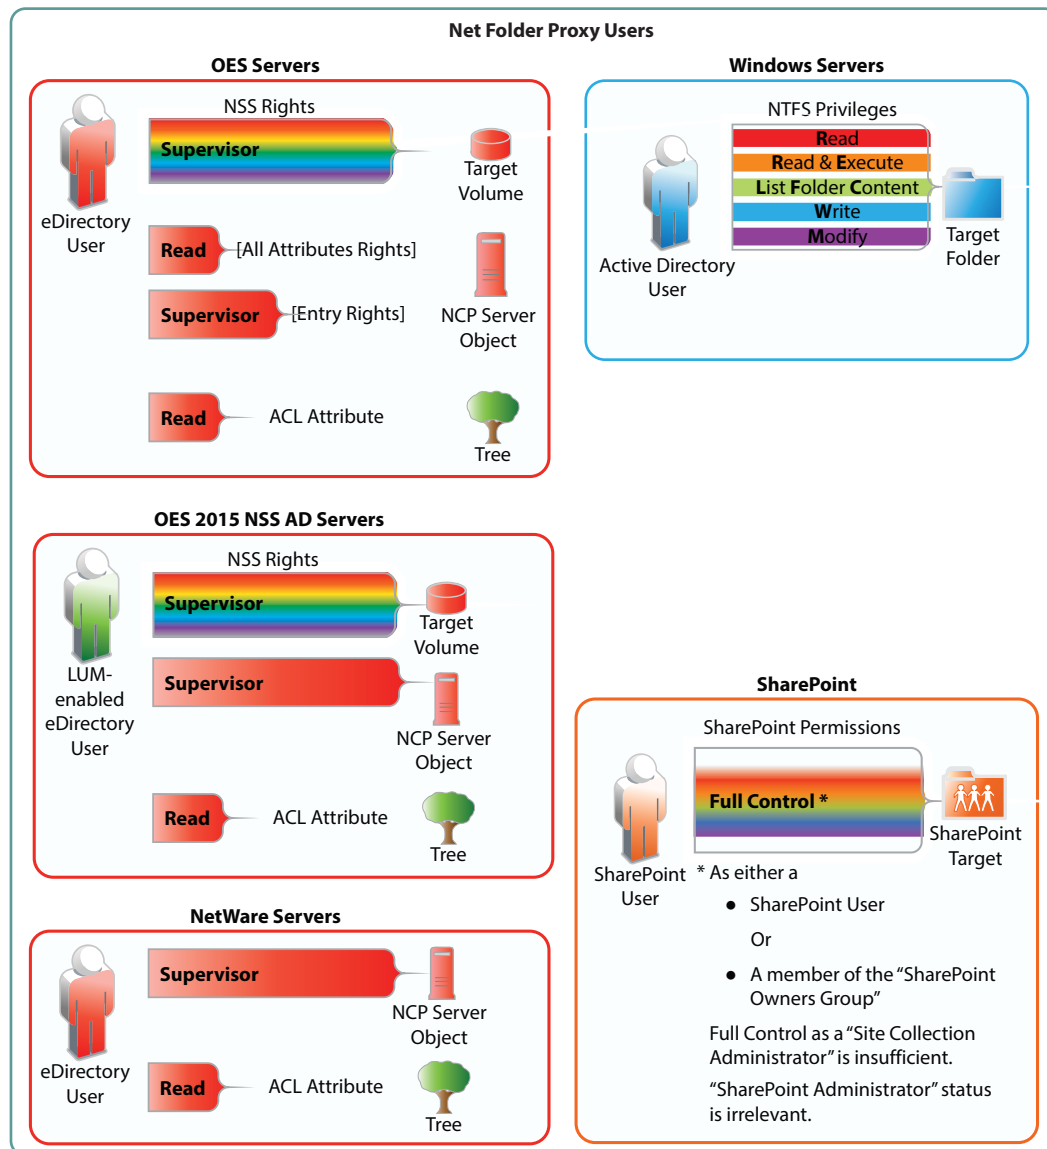 Net Folder Proxy Users
OES Servers
NSS Rights
Supervisor
Target
Volume
eDirectory
User
Read
[All Attributes Rights]
Supervisor
[Entry Rights]
NCP Server
Object
Read
ACL Attribute
Tree
Windows Servers
NTFS Privileges
Read
Read & Execute
List Folder Content
Write
Modify
Active Directory
User
Target
Folder
OES 2015 NSS AD Servers
NSS Rights
Supervisor
Target
Volume
LUM-
enabled
eDirectory
User
Supervisor
NCP Server
Object
Read
ACL Attribute
Tree
SharePoint
SharePoint Permissions
Full Control *
SharePoint
User
SharePoint
Target
* As either a
● SharePoint User
Or
● A member of the “SharePoint
Owners Group”
Full Control as a “Site Collection
Administrator” is insufficient.
“SharePoint Administrator” status
is irrelevant.
NetWare Servers
Supervisor
NCP Server
Object
eDirectory
User
Read
ACL Attribute
Tree